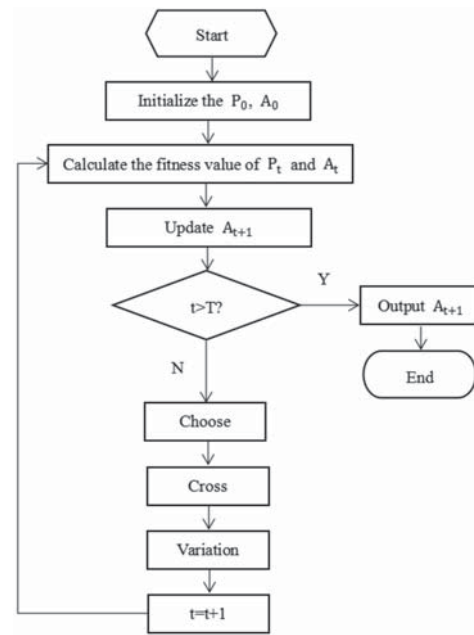 Start
Initialize the P₀, A₀
Calculate the fitness value of Pₜ and Aₜ
Update Aₜ₊₁
t>T?
Y
Output Aₜ₊₁
End
N
Choose
Cross
Variation
t=t+1